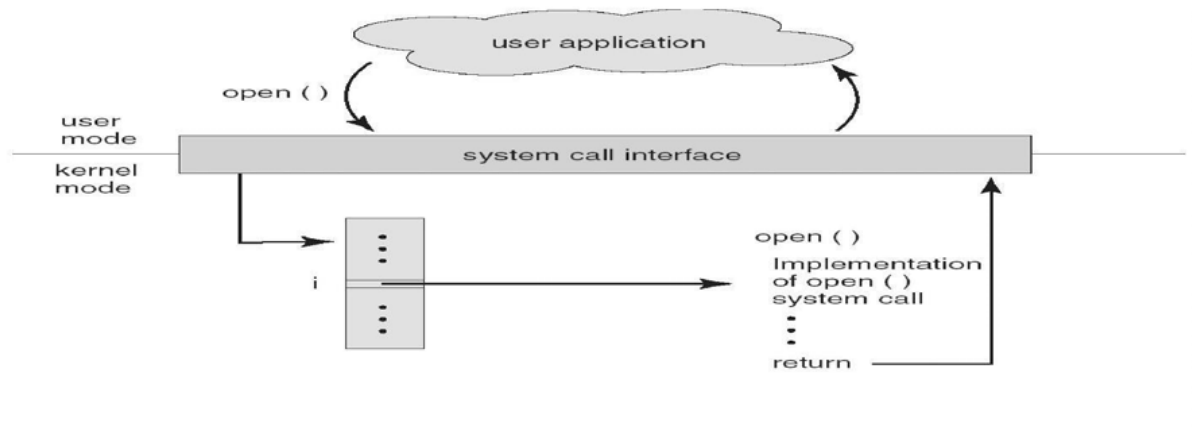 user application
open ( )
user
mode
system call interface
kernel
mode
open ( )
i
Implementation
of open ( )
system call
return